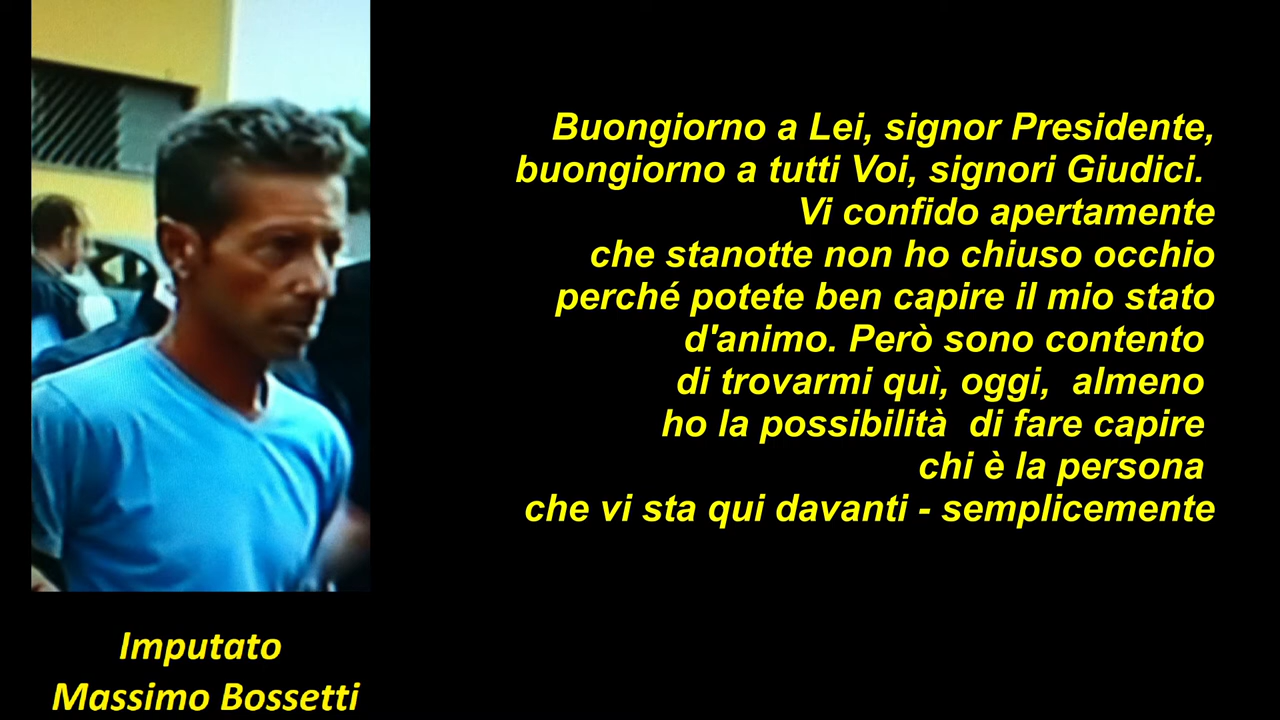 Buongiorno a Lei, signor Presidente,
buongiorno a tutti Voi, signori Giudici.
Vi confido apertamente
che stanotte non ho chiuso occhio
perché potete ben capire il mio stato
d'animo. Però sono contento
di trovarmi quì, oggi,  almeno
ho la possibilità  di fare capire
chi è la persona
che vi sta qui davanti - semplicemente
Imputato
Massimo Bossetti